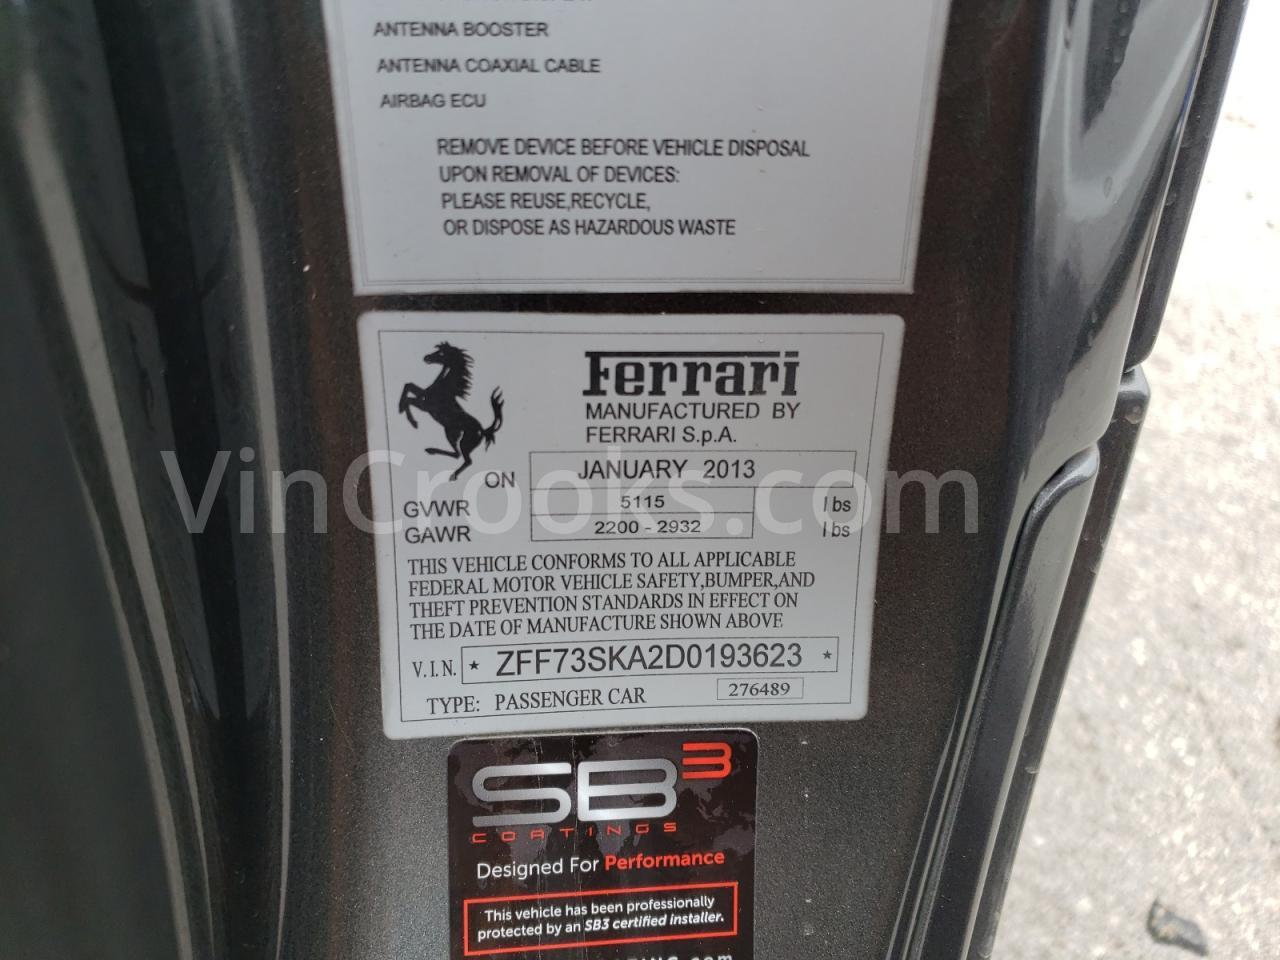 ANTENNA BOOSTER
ANTENNA COAXIAL CABLE
AIRBAG ECU
REMOVE DEVICE BEFORE VEHICLE DISPOSAL
UPON REMOVAL OF DEVICES:
PLEASE REUSE,RECYCLE,
OR DISPOSE AS HAZARDOUS WASTE
Ferrari
MANUFACTURED BY
FERRARI S.p.A.
ON JANUARY 2013
GVWR 5115 lbs
GAWR 2200 - 2932 lbs
VinCrooks.com
THIS VEHICLE CONFORMS TO ALL APPLICABLE
FEDERAL MOTOR VEHICLE SAFETY,BUMPER,AND
THEFT PREVENTION STANDARDS IN EFFECT ON
THE DATE OF MANUFACTURE SHOWN ABOVE
V.I.N. * ZFF73SKA2D0193623 *
TYPE: PASSENGER CAR 276489
SB3
COATINGS
Designed For Performance
This vehicle has been professionally
protected by an SB3 certified installer.